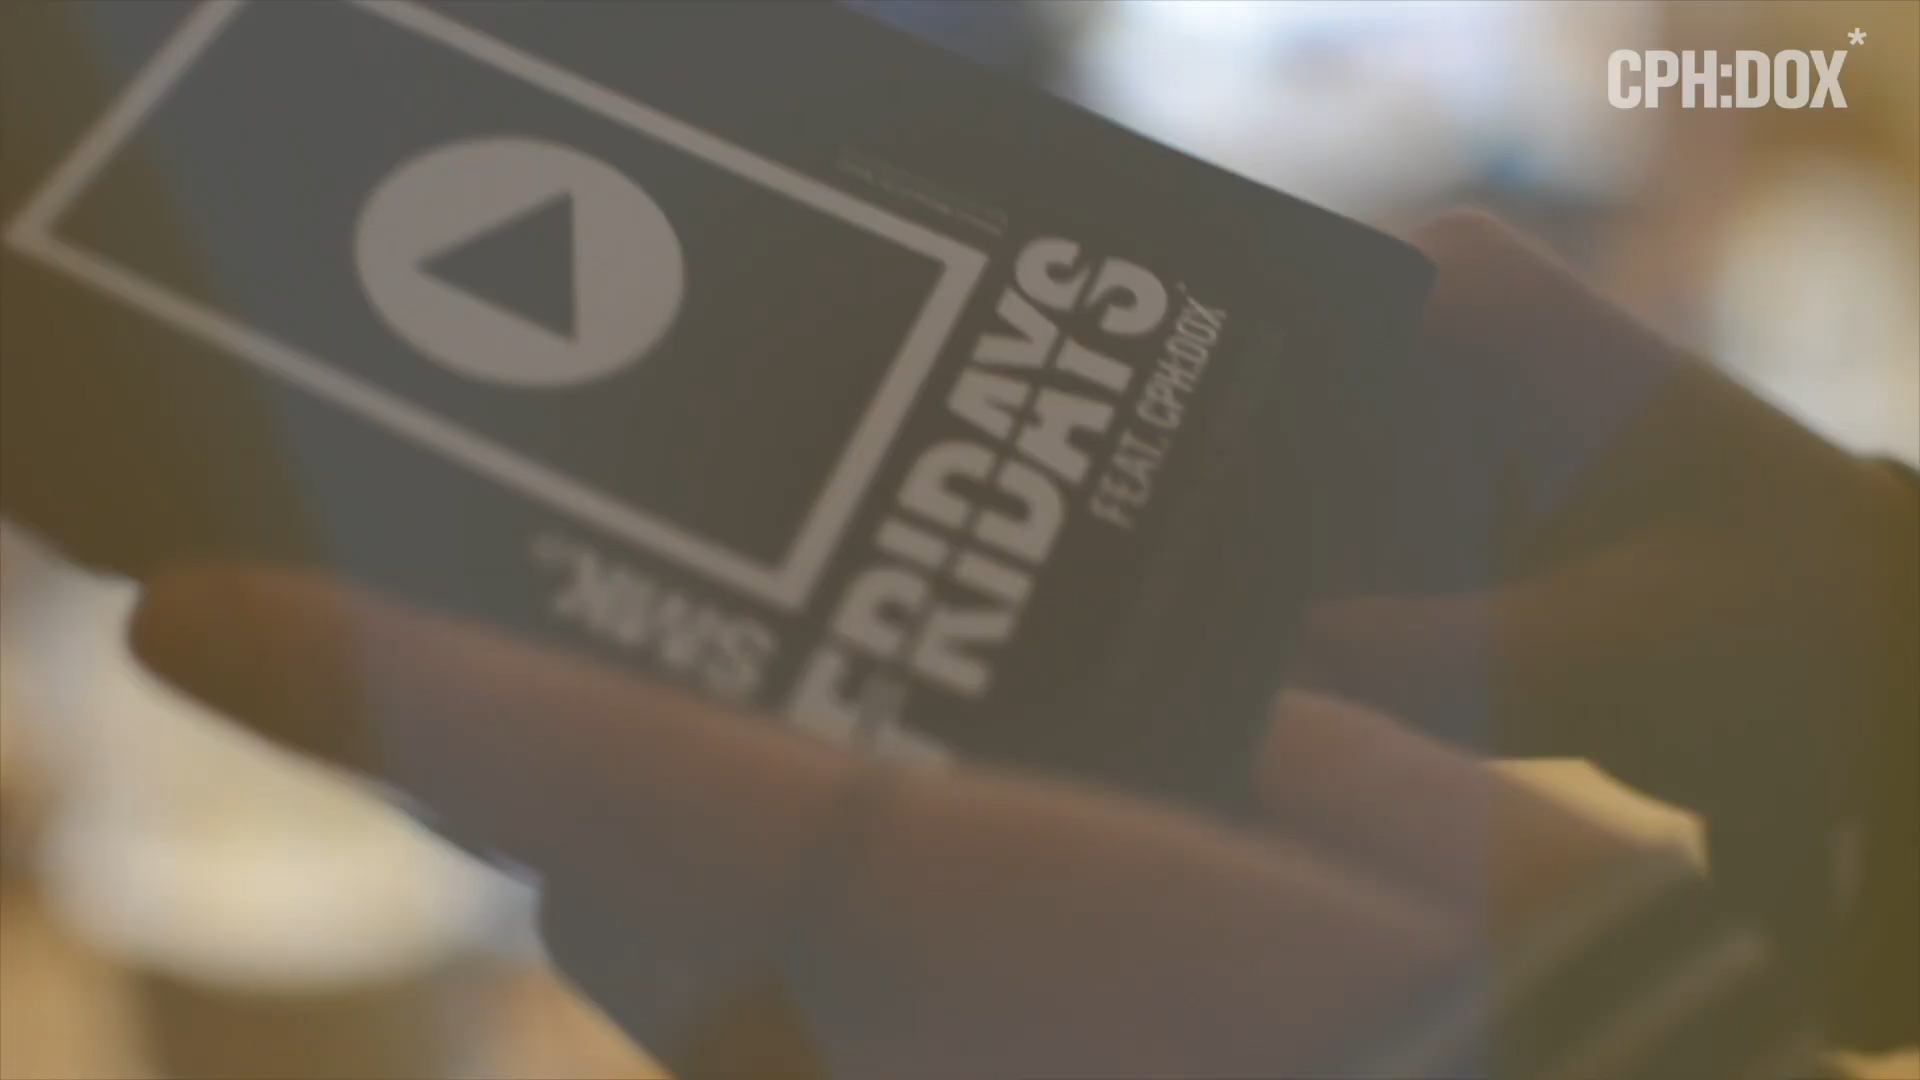 CPH:DOX*
SMK
FRIDAYS
FRIDAYS
FEAT. CPH:DOX*